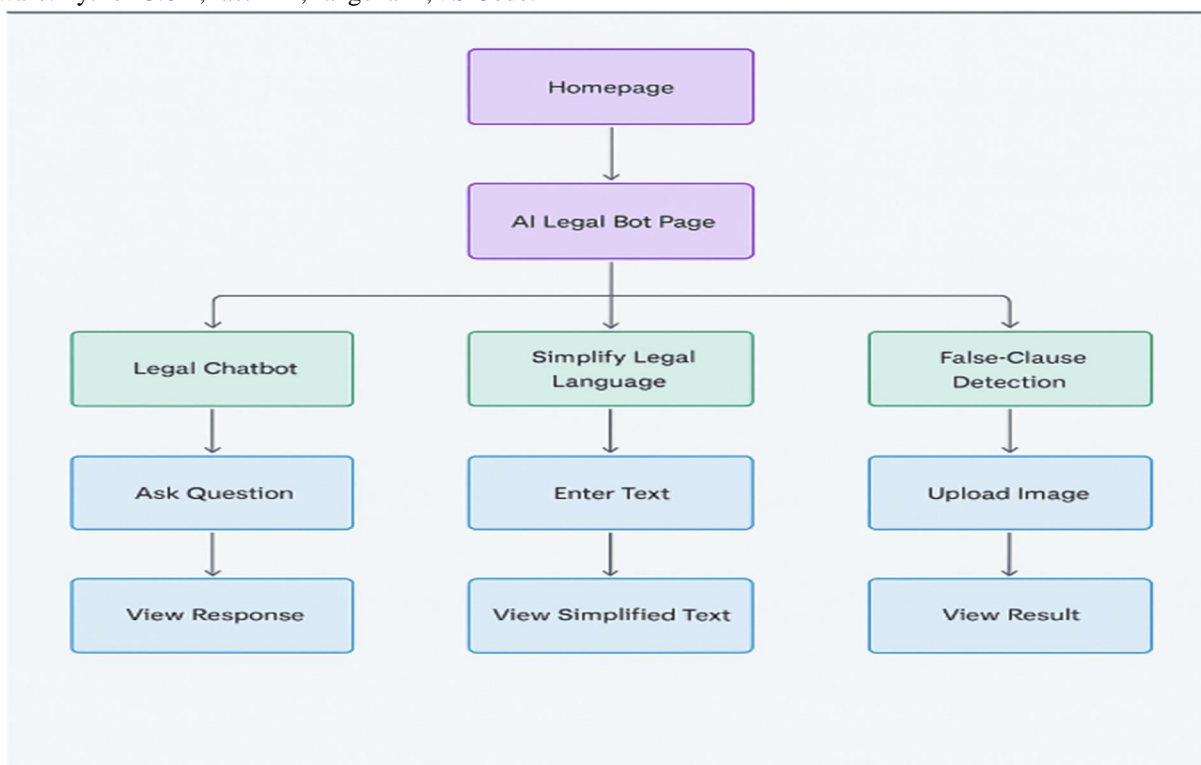 Homepage
AI Legal Bot Page
Legal Chatbot
Simplify Legal
Language
False-Clause
Detection
Ask Question
Enter Text
Upload Image
View Response
View Simplified Text
View Result